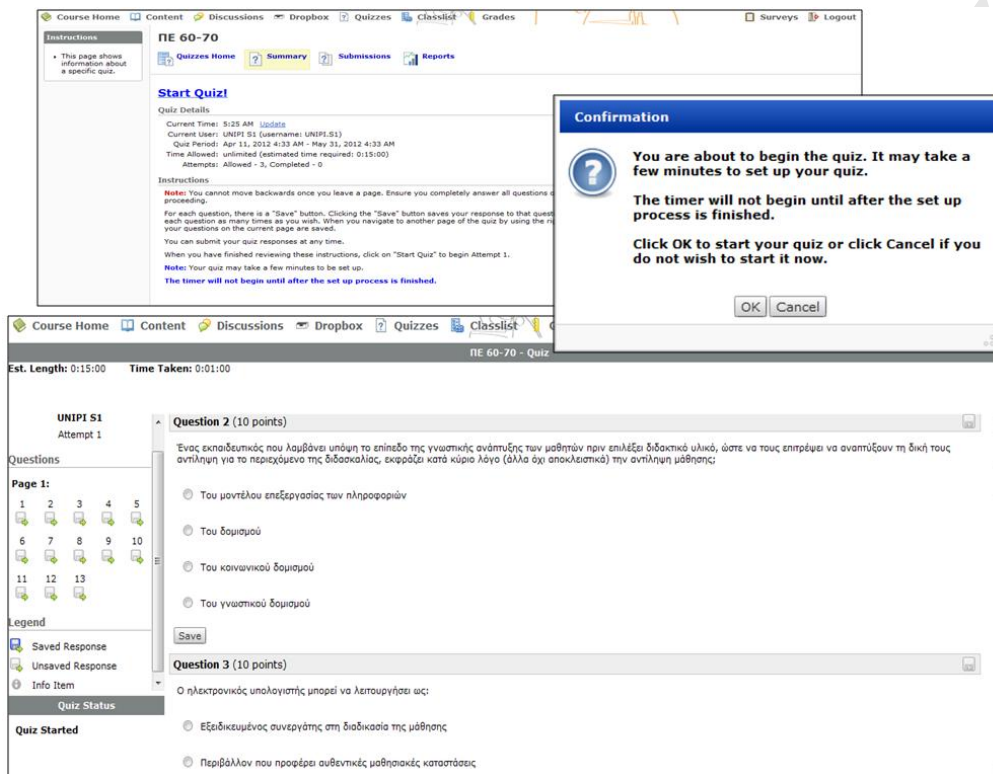 Course Home Content Discussions Dropbox Quizzes Classlist Grades Surveys Logout
Instructions
• This page shows
information about
a specific quiz.
ΠΕ 60-70
Quizzes Home Summary Submissions Reports
Start Quiz!
Quiz Details
Current Time: 5:25 AM Update
Current User: UNIPI S1 (username: UNIPI.S1)
Quiz Period: Apr 11, 2012 4:33 AM - May 31, 2012 4:33 AM
Time Allowed: unlimited (estimated time required: 0:15:00)
Attempts: Allowed - 3, Completed - 0
Instructions
Note: You cannot move backwards once you leave a page. Ensure you completely answer all questions
proceeding.
For each question, there is a "Save" button. Clicking the "Save" button saves your response to that
each question as many times as you wish. When you navigate to another page of the quiz by using the
your questions on the current page are saved.
You can submit your quiz responses at any time.
When you have finished reviewing these instructions, click on "Start Quiz" to begin Attempt 1.
Note: Your quiz may take a few minutes to be set up.
The timer will not begin until after the set up process is finished.
Confirmation
You are about to begin the quiz. It may take a
few minutes to set up your quiz.
The timer will not begin until after the set up
process is finished.
Click OK to start your quiz or click Cancel if you
do not wish to start it now.
OK Cancel
Course Home Content Discussions Dropbox Quizzes Classlist
ΠΕ 60-70 - Quiz
Est. Length: 0:15:00 Time Taken: 0:01:00
UNIPI S1
Attempt 1
Questions
Page 1:
1 2 3 4 5
6 7 8 9 10
11 12 13
Legend
Saved Response
Unsaved Response
Info Item
Quiz Status
Quiz Started
Question 2 (10 points)
Ένας εκπαιδευτικός που λαμβάνει υπόψη το επίπεδο της γνωστικής ανάπτυξης των μαθητών πριν επιλέξει διδακτικό υλικό, ώστε να τους επιτρέψει να αναπτύξουν τη δική τους
αντίληψη για το περιεχόμενο της διδασκαλίας, εκφράζει κατά κύριο λόγο (άλλα όχι αποκλειστικά) την αντίληψη μάθησης;
Του μοντέλου επεξεργασίας των πληροφοριών
Του δομισμού
Του κοινωνικού δομισμού
Του γνωστικού δομισμού
Save
Question 3 (10 points)
Ο ηλεκτρονικός υπολογιστής μπορεί να λειτουργήσει ως:
Εξειδικευμένος συνεργάτης στη διαδικασία της μάθησης
Περιβάλλον που προφέρει αυθεντικές μαθησιακές καταστάσεις